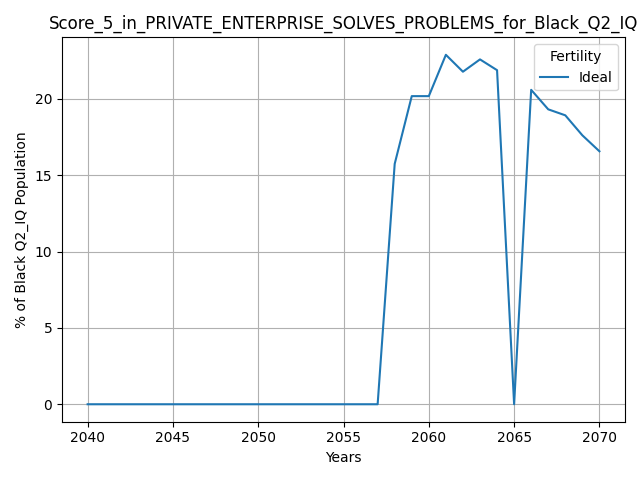 Score_5_in_PRIVATE_ENTERPRISE_SOLVES_PROBLEMS_for_Black_Q2_IQ
Fertility
Ideal
% of Black Q2_IQ Population
20
15
10
5
0
2040 2045 2050 2055 2060 2065 2070
Years